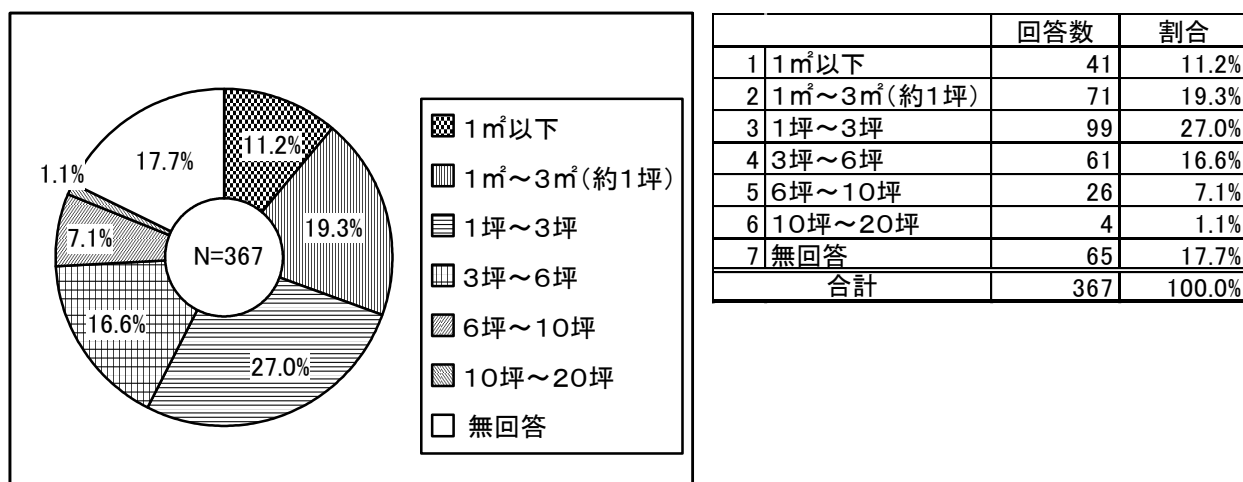 11.2%
19.3%
27.0%
16.6%
7.1%
1.1%
17.7%
N=367
1㎡以下
1㎡～3㎡(約1坪)
1坪～3坪
3坪～6坪
6坪～10坪
10坪～20坪
無回答
回答数 割合
1 1㎡以下 41 11.2%
2 1㎡～3㎡(約1坪) 71 19.3%
3 1坪～3坪 99 27.0%
4 3坪～6坪 61 16.6%
5 6坪～10坪 26 7.1%
6 10坪～20坪 4 1.1%
7 無回答 65 17.7%
合計 367 100.0%